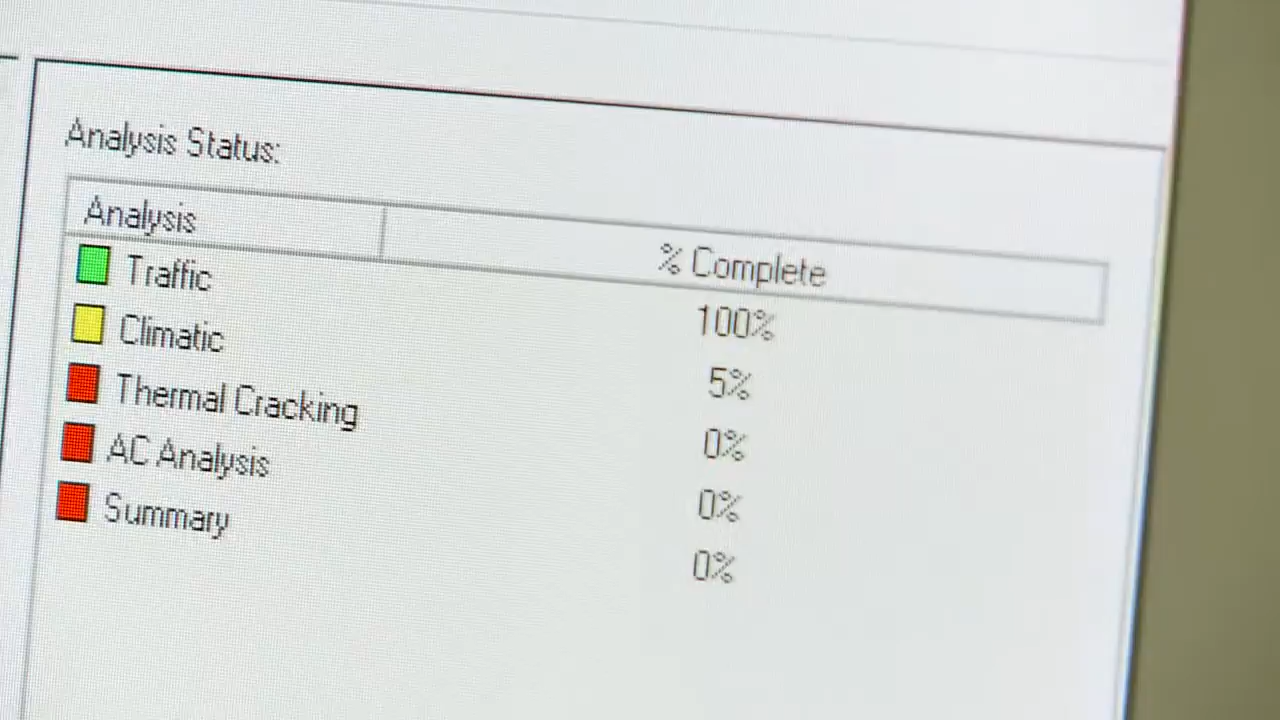 Analysis Status:
Analysis % Complete
Traffic 100%
Climatic 5%
Thermal Cracking 0%
AC Analysis 0%
Summary 0%